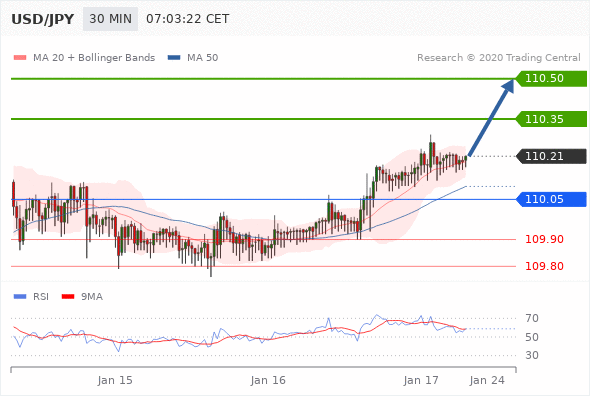 USD/JPY 30 MIN 07:03:22 CET
MA 20 + Bollinger Bands MA 50 Research © 2020 Trading Central
110.50
110.35
110.21
110.05
109.90
109.80
RSI 9MA
70
50
30
Jan 15 Jan 16 Jan 17 Jan 24